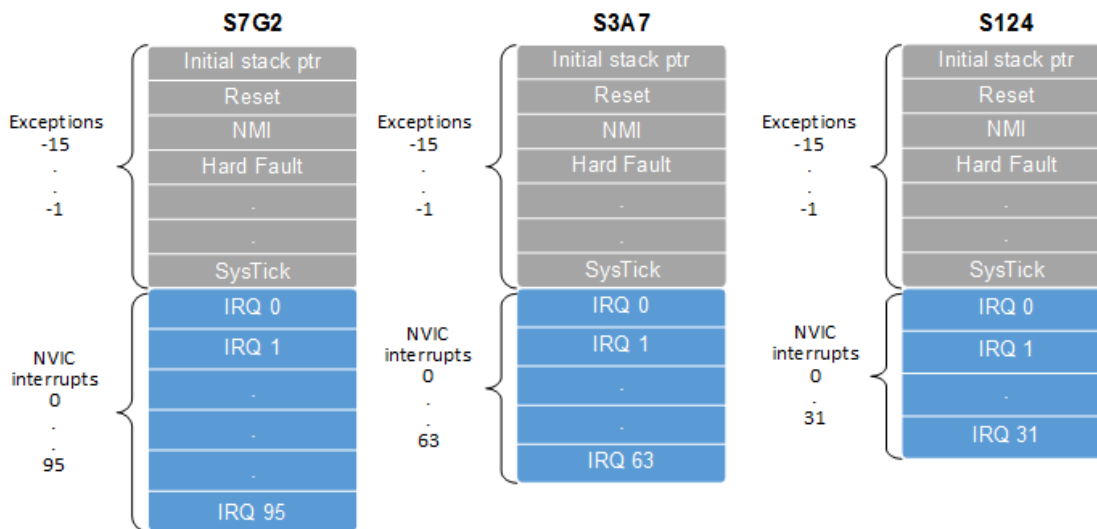 S7G2
Exceptions
-15
.
.
-1
Initial stack ptr
Reset
NMI
Hard Fault
.
.
SysTick
NVIC
interrupts
0
.
.
95
IRQ 0
IRQ 1
.
.
.
IRQ 95
S3A7
Exceptions
-15
.
.
-1
Initial stack ptr
Reset
NMI
Hard Fault
.
.
SysTick
NVIC
interrupts
0
.
.
63
IRQ 0
IRQ 1
.
.
IRQ 63
S124
Exceptions
-15
.
.
-1
Initial stack ptr
Reset
NMI
Hard Fault
.
.
SysTick
NVIC
interrupts
0
.
31
IRQ 0
IRQ 1
.
IRQ 31